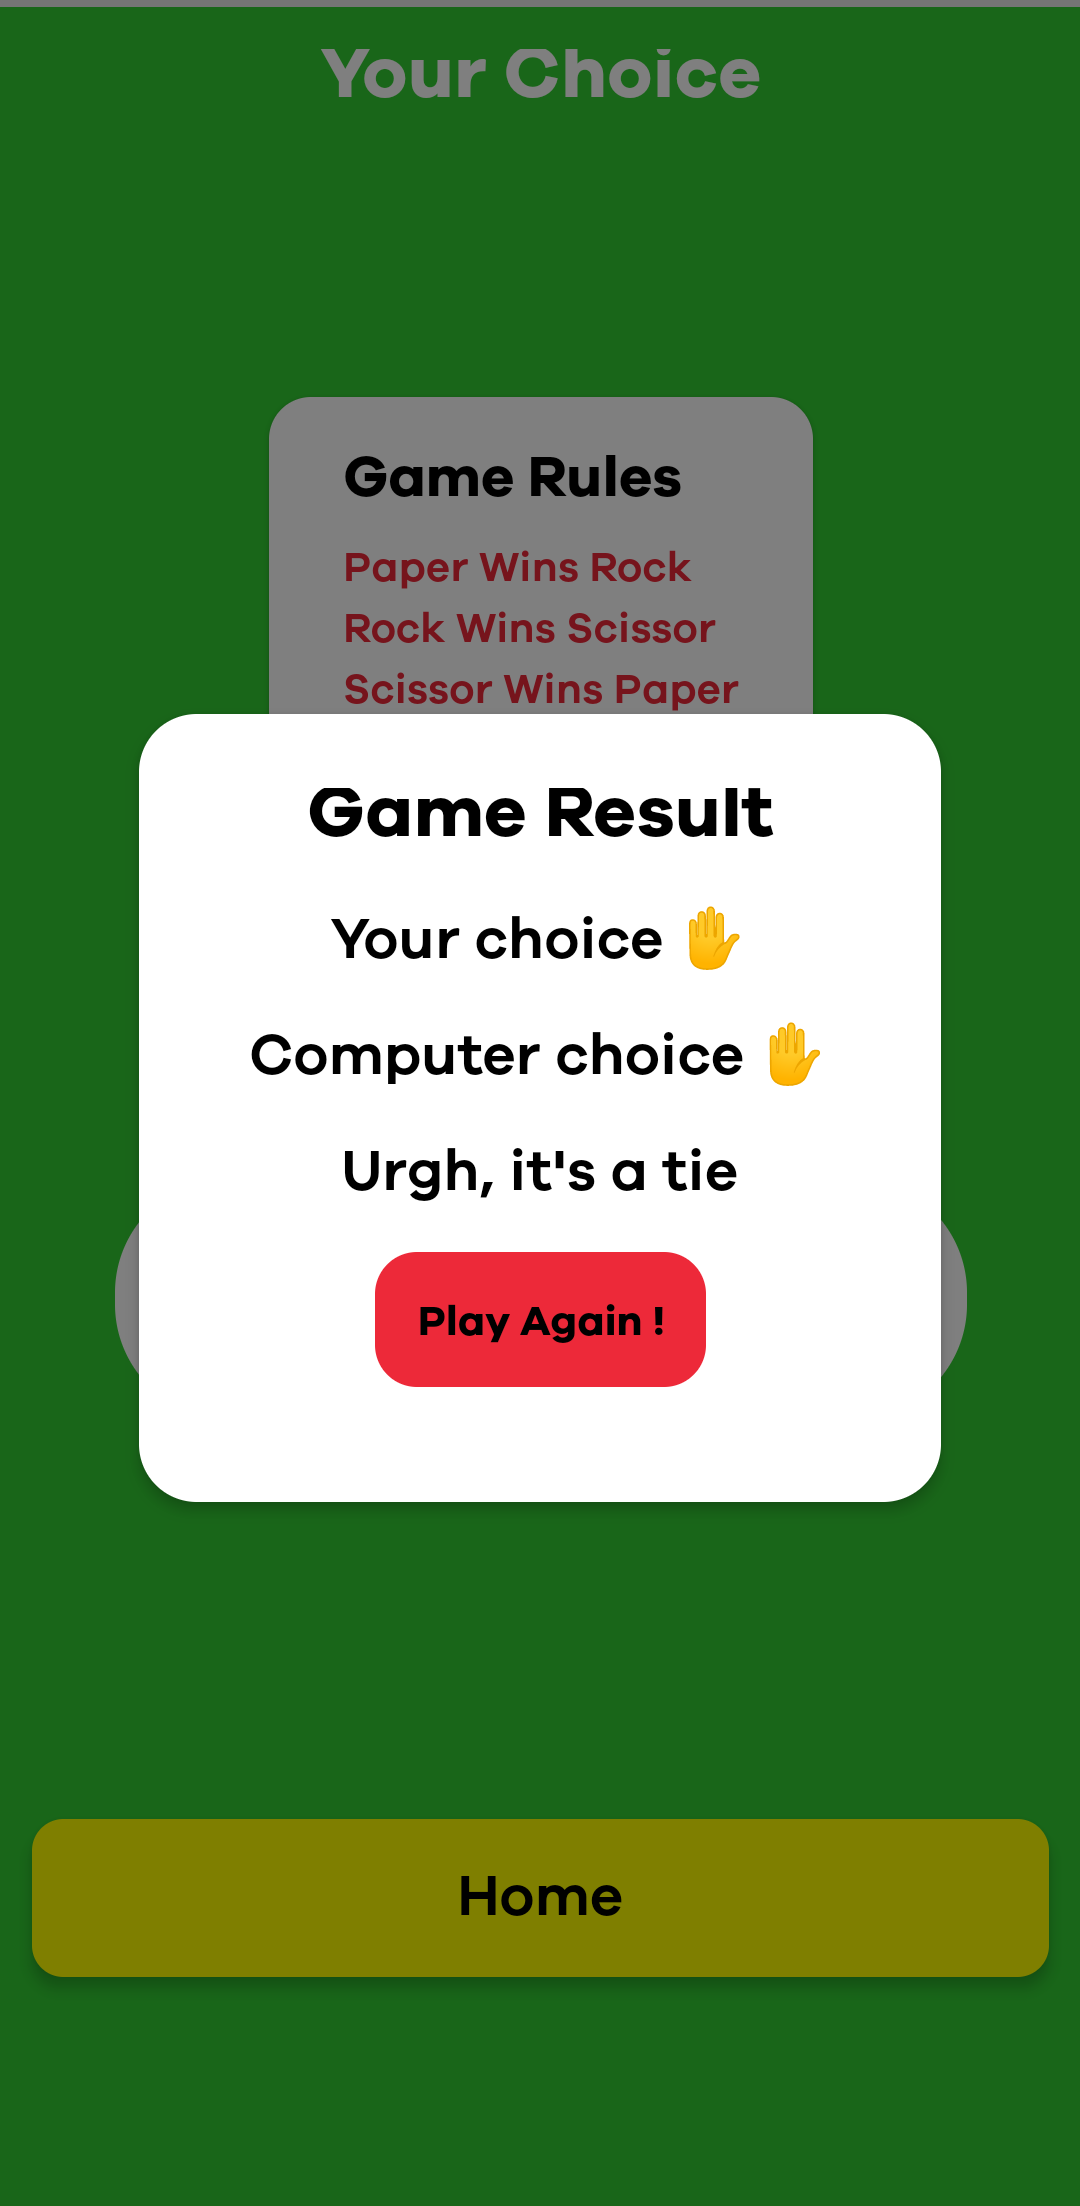 Your Choice
Game Rules
Paper Wins Rock
Rock Wins Scissor
Scissor Wins Paper
Game Result
Your choice ✋
Computer choice ✋
Urgh, it's a tie
Play Again !
Home